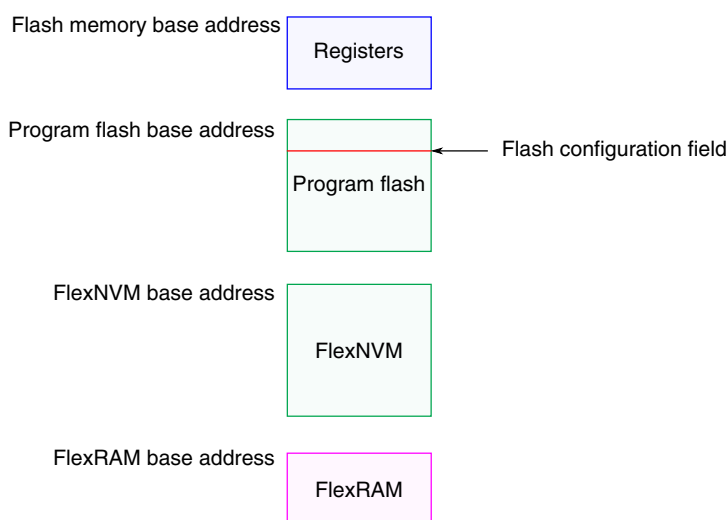 Flash memory base address
Registers
Program flash base address
Flash configuration field
Program flash
FlexNVM base address
FlexNVM
FlexRAM base address
FlexRAM